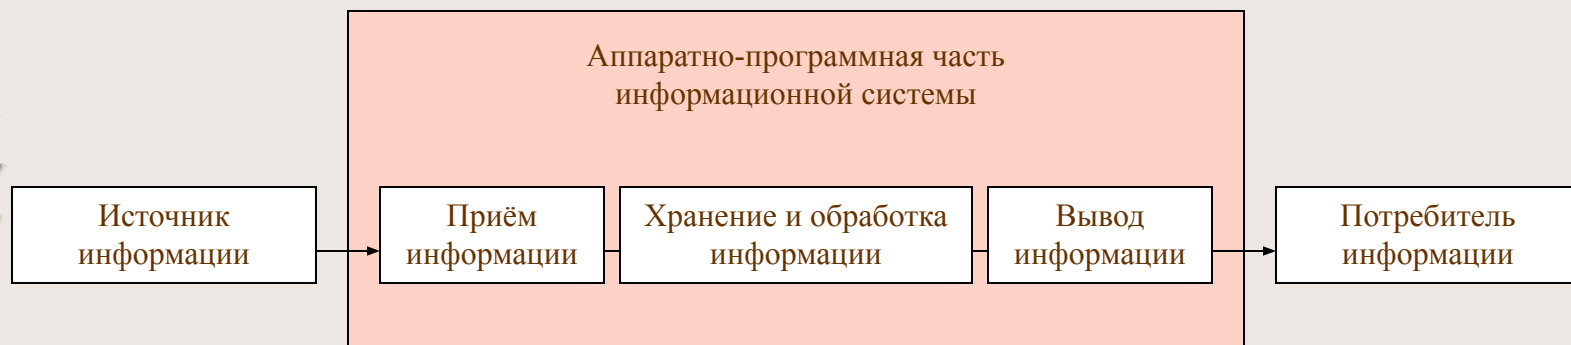 Аппаратно-программная часть
информационной системы
Источник
информации
Приём
информации
Хранение и обработка
информации
Вывод
информации
Потребитель
информации